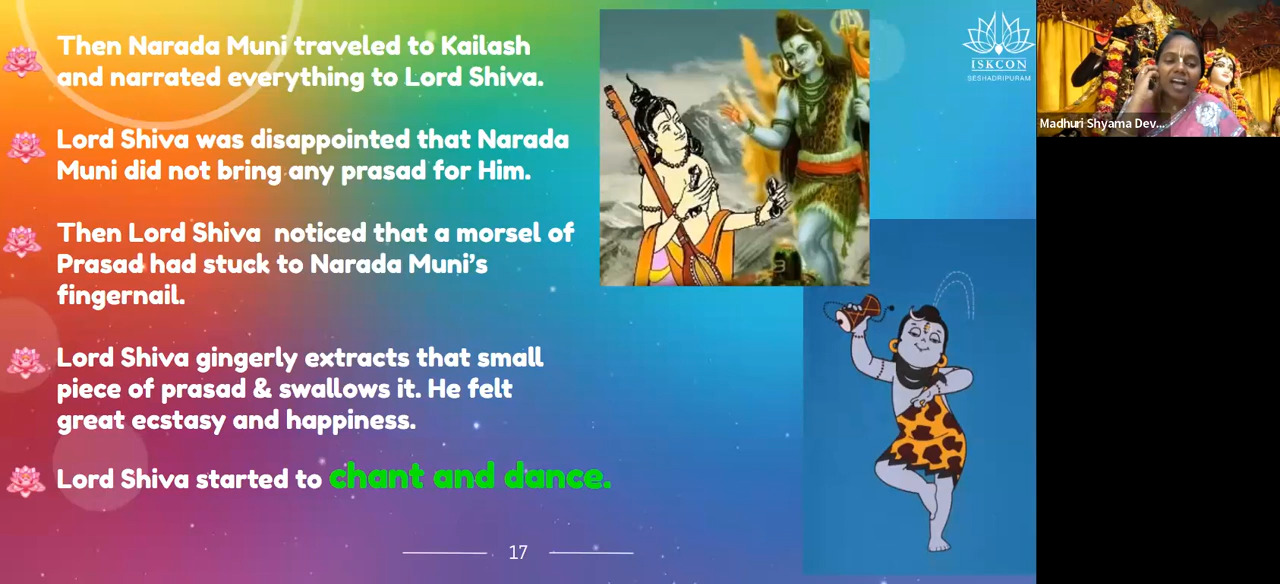 Then Narada Muni traveled to Kailash
and narrated everything to Lord Shiva.
Lord Shiva was disappointed that Narada
Muni did not bring any prasad for Him.
Then Lord Shiva  noticed that a morsel of
Prasad had stuck to Narada Muni’s
fingernail.
Lord Shiva gingerly extracts that small
piece of prasad & swallows it. He felt
great ecstasy and happiness.
Lord Shiva started to chant and dance.
17
ISKCON
SESHADRIPURAM
Madhuri Shyama Dev...